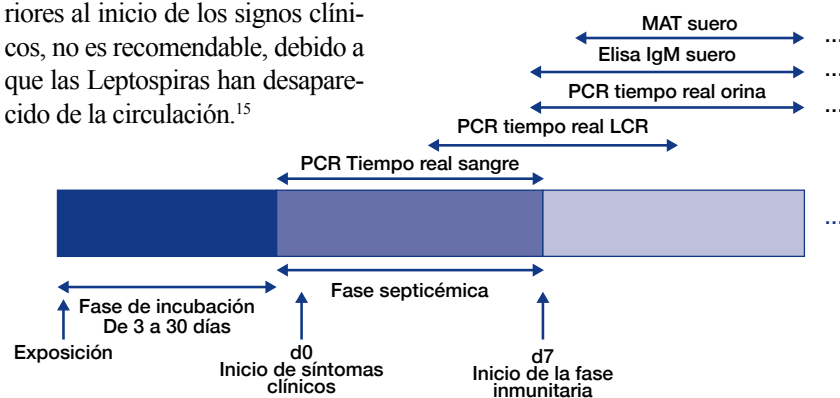 riores al inicio de los signos clíni-
cos, no es recomendable, debido a
que las Leptospiras han desapare-
cido de la circulación.15
MAT suero
...
Elisa IgM suero
...
PCR tiempo real orina
...
PCR tiempo real LCR
PCR Tiempo real sangre
...
Fase de incubación
De 3 a 30 días
Fase septicémica
Exposición
d0
Inicio de síntomas
clínicos
d7
Inicio de la fase
inmunitaria